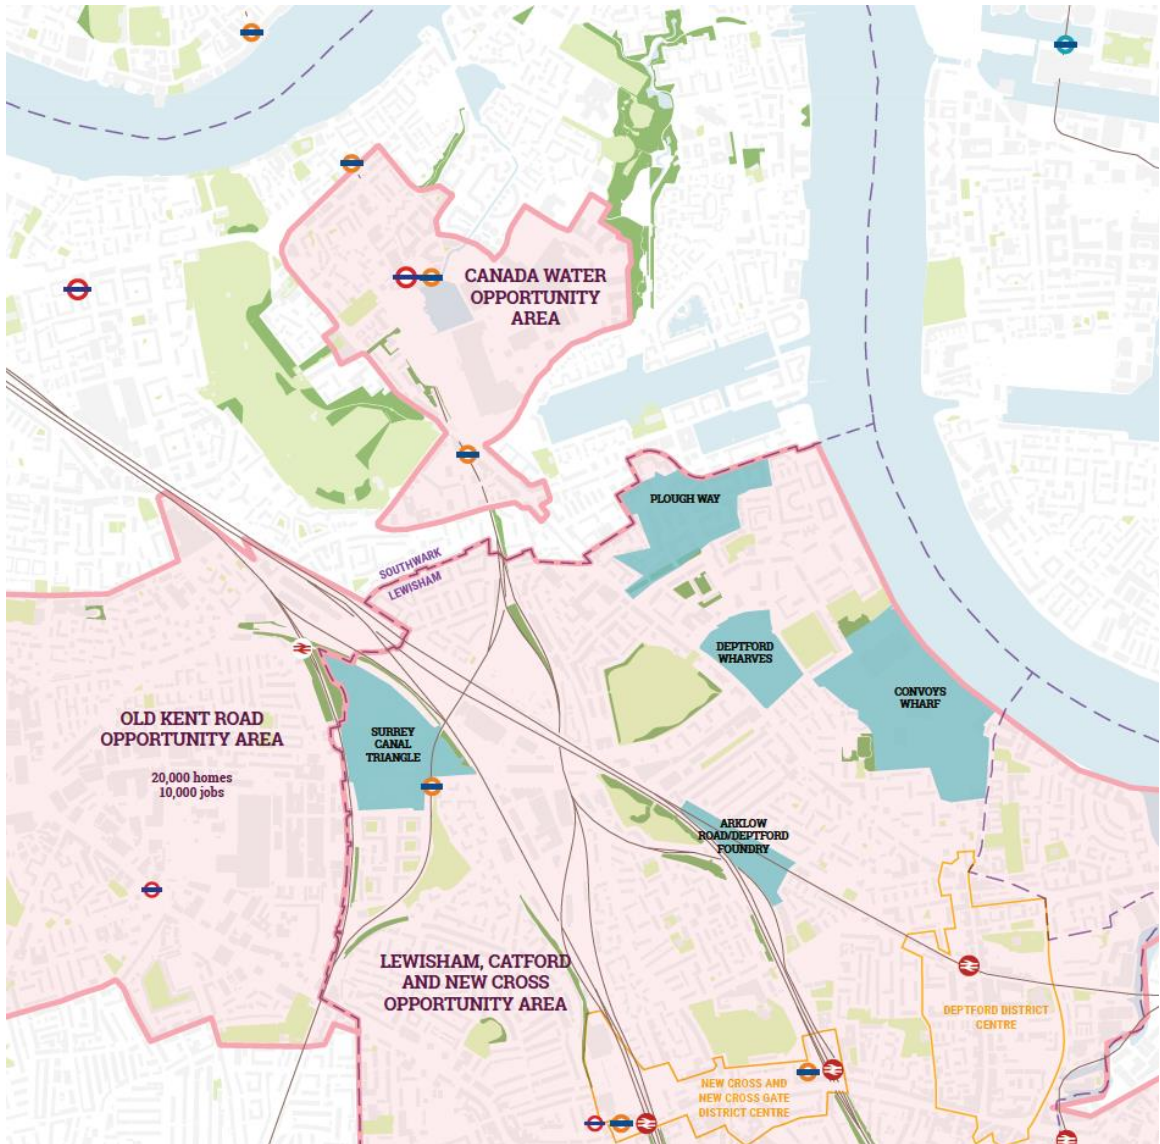 CANADA WATER
OPPORTUNITY
AREA
PLOUGH WAY
SOUTHWARK
LEWISHAM
DEPTFORD
WHARVES
CONVOYS
WHARF
OLD KENT ROAD
OPPORTUNITY AREA
20,000 homes
10,000 jobs
SURREY
CANAL
TRIANGLE
ARKLOW
ROAD/DEPTFORD
FOUNDRY
LEWISHAM, CATFORD
AND NEW CROSS
OPPORTUNITY AREA
DEPTFORD DISTRICT
CENTRE
NEW CROSS AND
NEW CROSS GATE
DISTRICT CENTRE